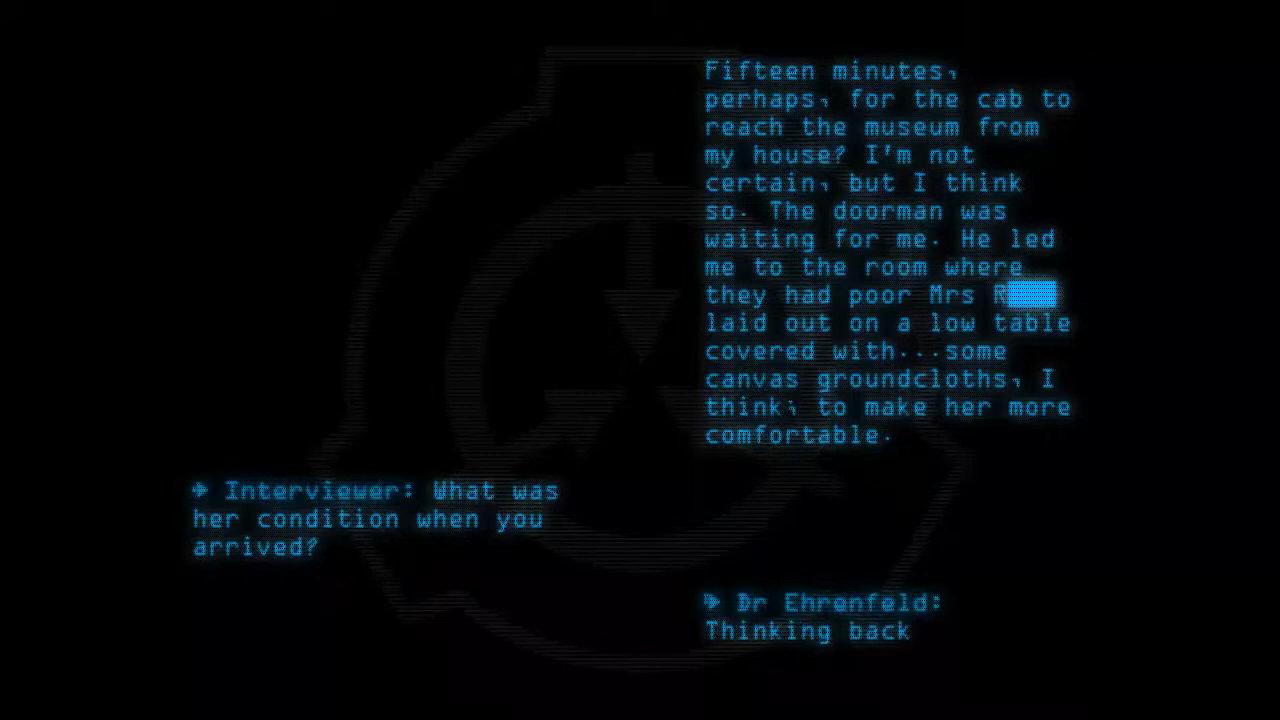 Fifteen minutes,
perhaps, for the cab to
reach the museum from
my house? I'm not
certain, but I think
so. The doorman was
waiting for me. He led
me to the room where
they had poor Mrs R███
laid out on a low table
covered with...some
canvas groundcloths, I
think; to make her more
comfortable.
→ Interviewer: What was
her condition when you
arrived?
→ Dr Ehrenfeld:
Thinking back